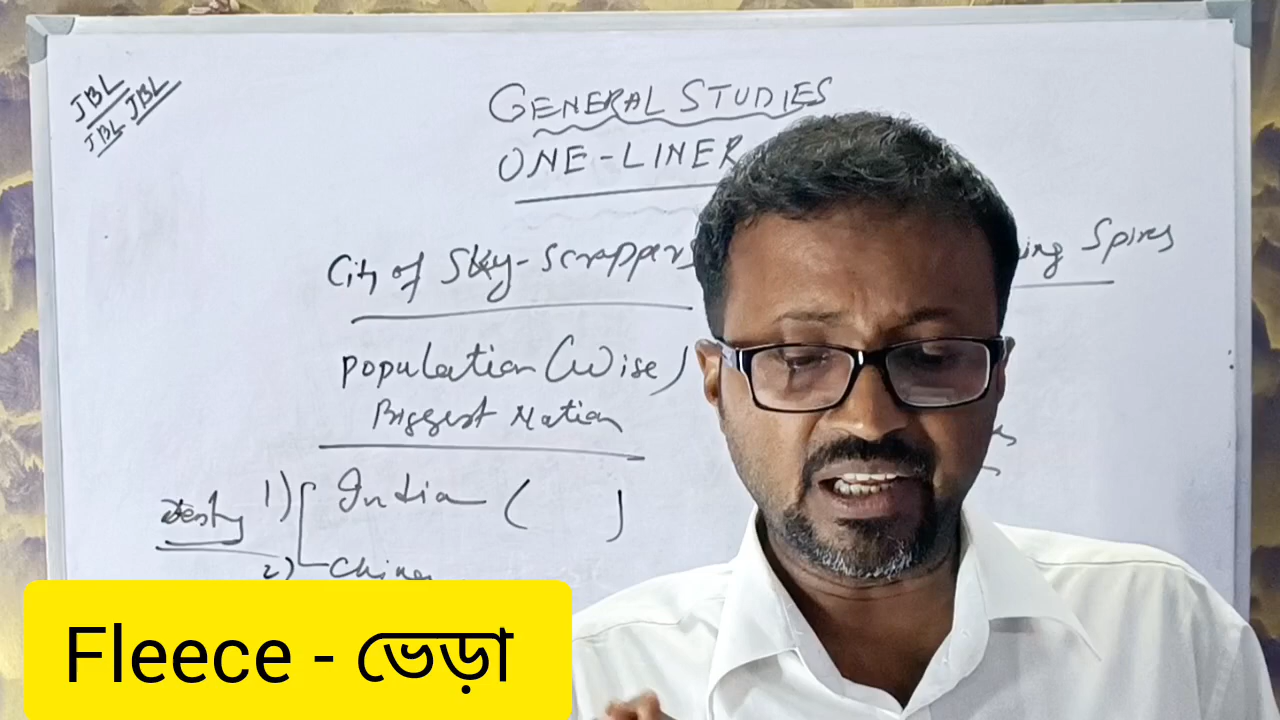 JBL
JBL
JBL
GENERAL STUDIES
ONE-LINER
City of Sky-Scrappers
ing Spires
Population (Wise)
Biggest Nation
1) India ( )
2) China
Fleece - ভেড়া